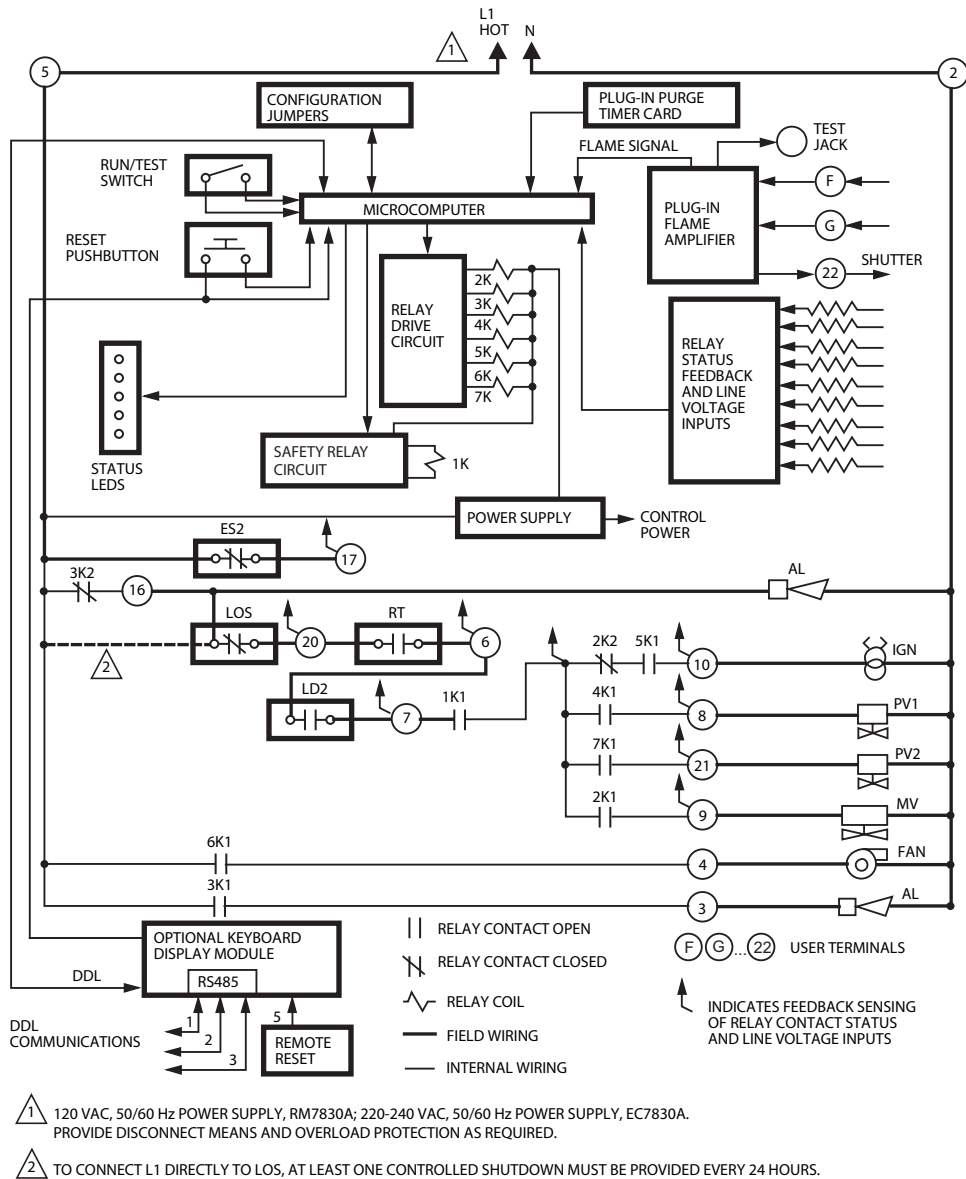 L1
HOT N
1
5
2
CONFIGURATION
JUMPERS
PLUG-IN PURGE
TIMER CARD
FLAME SIGNAL
TEST
JACK
RUN/TEST
SWITCH
MICROCOMPUTER
PLUG-IN
FLAME
AMPLIFIER
F
G
22
SHUTTER
RESET
PUSHBUTTON
RELAY
DRIVE
CIRCUIT
2K
3K
4K
5K
6K
7K
RELAY
STATUS
FEEDBACK
AND LINE
VOLTAGE
INPUTS
STATUS
LEDS
SAFETY RELAY
CIRCUIT
1K
POWER SUPPLY
CONTROL
POWER
ES2
17
3K2
16
AL
LOS
20
RT
6
2
2K2
5K1
10
IGN
LD2
7
1K1
4K1
8
PV1
7K1
21
PV2
2K1
9
MV
6K1
4
FAN
3K1
3
AL
OPTIONAL KEYBOARD
DISPLAY MODULE
RS485
DDL
DDL
COMMUNICATIONS
1
2
3
5
REMOTE
RESET
RELAY CONTACT OPEN
RELAY CONTACT CLOSED
RELAY COIL
FIELD WIRING
INTERNAL WIRING
F G ... 22 USER TERMINALS
INDICATES FEEDBACK SENSING
OF RELAY CONTACT STATUS
AND LINE VOLTAGE INPUTS
1 120 VAC, 50/60 Hz POWER SUPPLY, RM7830A; 220-240 VAC, 50/60 Hz POWER SUPPLY, EC7830A.
PROVIDE DISCONNECT MEANS AND OVERLOAD PROTECTION AS REQUIRED.
2 TO CONNECT L1 DIRECTLY TO LOS, AT LEAST ONE CONTROLLED SHUTDOWN MUST BE PROVIDED EVERY 24 HOURS.